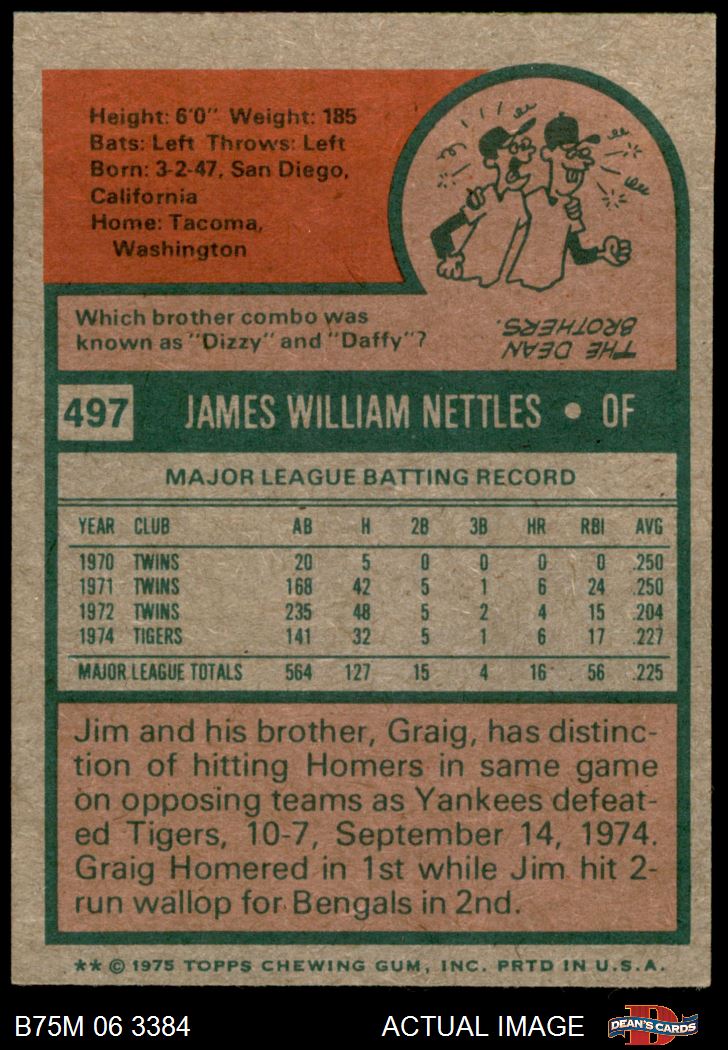 Height: 6'0" Weight: 185
Bats: Left Throws: Left
Born: 3-2-47, San Diego,
California
Home: Tacoma,
Washington
Which brother combo was
known as "Dizzy" and "Daffy"?
THE DEAN
BROTHERS.
497 JAMES WILLIAM NETTLES • OF
MAJOR LEAGUE BATTING RECORD
YEAR CLUB AB H 2B 3B HR RBI AVG
1970 TWINS 20 5 0 0 0 0 .250
1971 TWINS 168 42 5 1 6 24 .250
1972 TWINS 235 48 5 2 4 15 .204
1974 TIGERS 141 32 5 1 6 17 .227
MAJOR LEAGUE TOTALS 564 127 15 4 16 56 .225
Jim and his brother, Graig, has distinc-
tion of hitting Homers in same game
on opposing teams as Yankees defeat-
ed Tigers, 10-7, September 14, 1974.
Graig Homered in 1st while Jim hit 2-
run wallop for Bengals in 2nd.
** © 1975 TOPPS CHEWING GUM, INC. PRTD IN U.S.A.
B75M 06 3384 ACTUAL IMAGE D DEAN'S CARDS